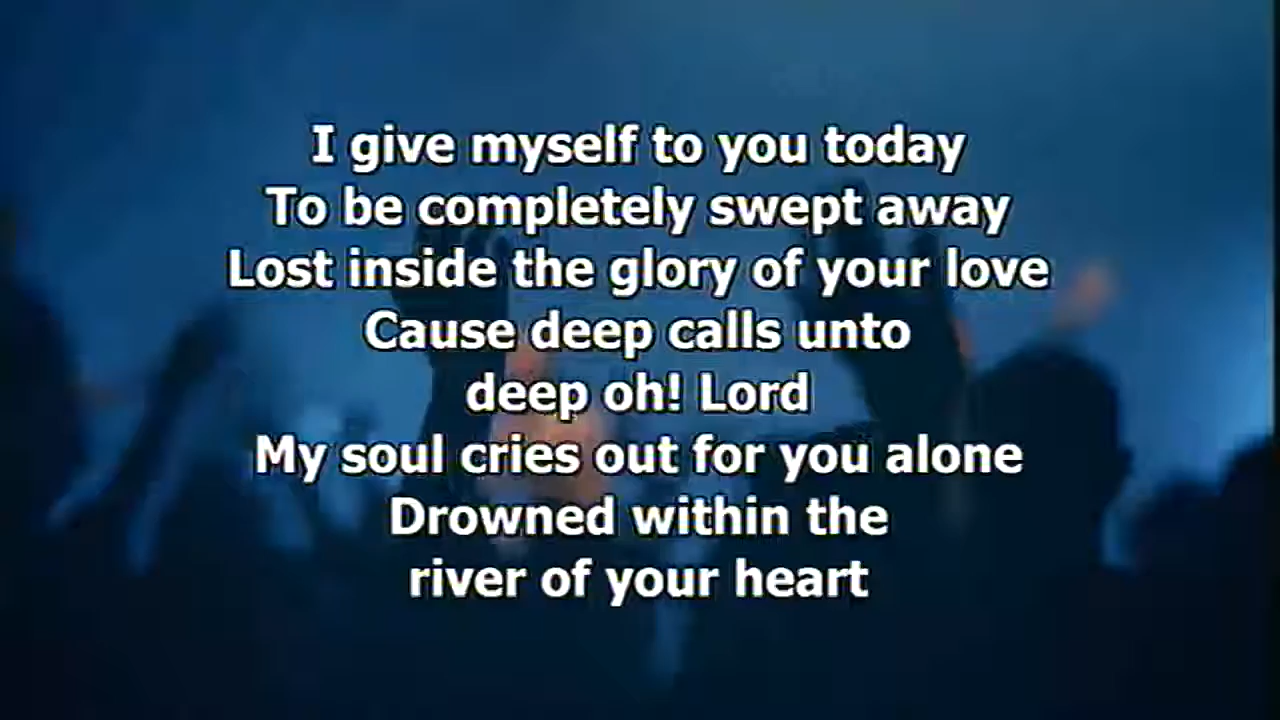 I give myself to you today
To be completely swept away
Lost inside the glory of your love
Cause deep calls unto
deep oh! Lord
My soul cries out for you alone
Drowned within the
river of your heart